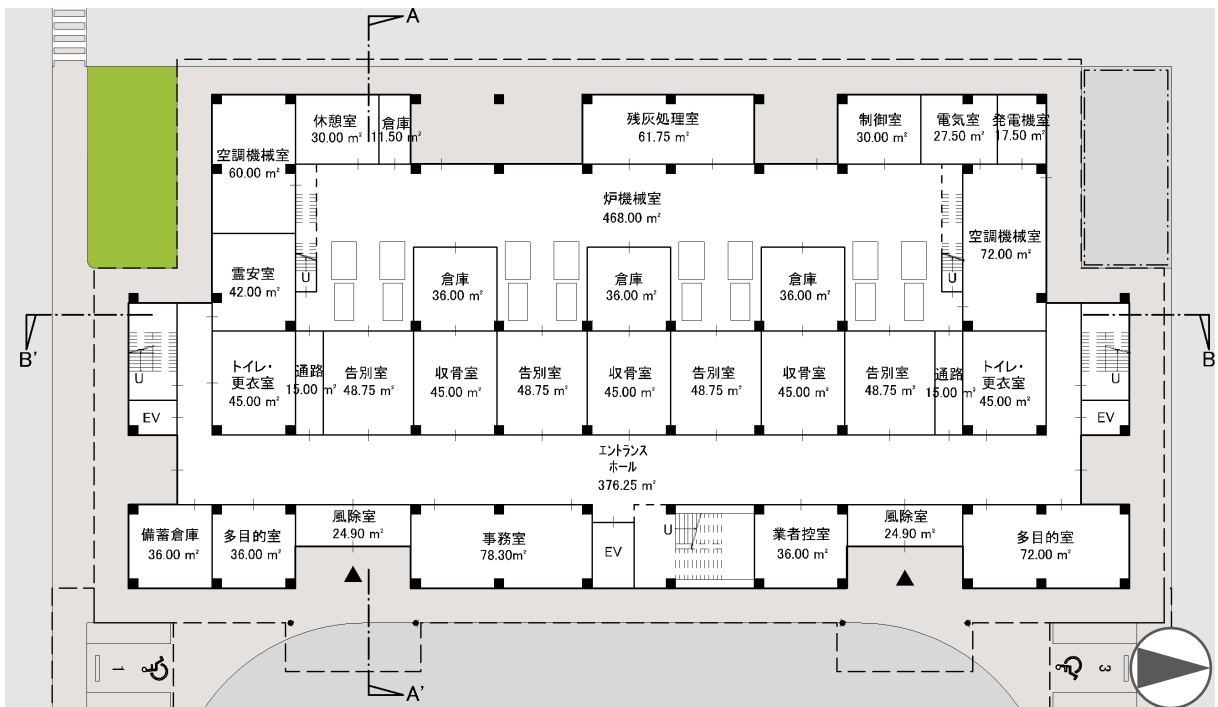 A
休憩室
30.00 ㎡
倉庫
11.50 ㎡
残灰処理室
61.75 ㎡
制御室
30.00 ㎡
電気室
27.50 ㎡
発電機室
17.50 ㎡
空調機械室
60.00 ㎡
炉機械室
468.00 ㎡
空調機械室
72.00 ㎡
霊安室
42.00 ㎡
U
倉庫
36.00 ㎡
倉庫
36.00 ㎡
倉庫
36.00 ㎡
U
B'
B
U
EV
トイレ・
更衣室
45.00 ㎡
通路
15.00 ㎡
告別室
48.75 ㎡
収骨室
45.00 ㎡
告別室
48.75 ㎡
収骨室
45.00 ㎡
告別室
48.75 ㎡
収骨室
45.00 ㎡
告別室
48.75 ㎡
通路
15.00 ㎡
トイレ・
更衣室
45.00 ㎡
U
EV
エントランス
ホール
376.25 ㎡
備蓄倉庫
36.00 ㎡
多目的室
36.00 ㎡
風除室
24.90 ㎡
事務室
78.30㎡
EV
U
業者控室
36.00 ㎡
風除室
24.90 ㎡
多目的室
72.00 ㎡
1
A'
3